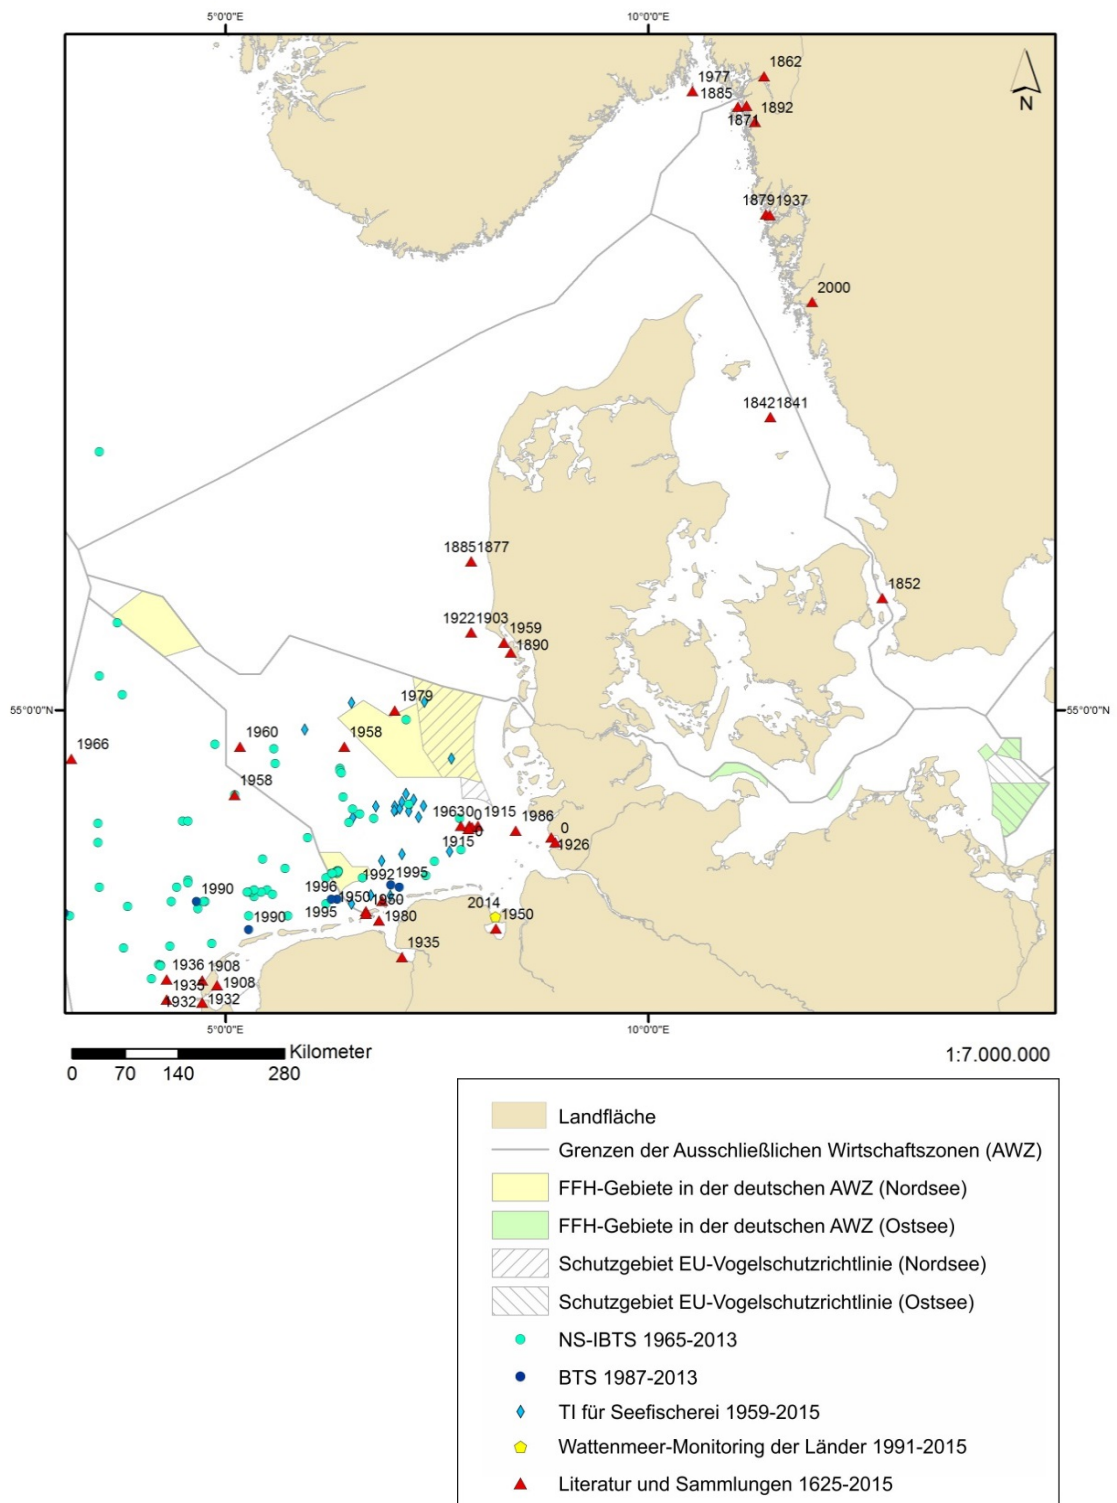 5°0'0"E 10°0'0"E
1862
1977
1885
1892
1871
N
18791937
2000
18421841
18851877
1852
19221903
1959
1890
1979
55°0'0"N 55°0'0"N
1960 1958
1966
1958
19630 1915
0
1986
0
1915
0
1926
1992 1995
1996
1990
1950 1960
2014
1995
1980
1950
1990
1935
1936 1908
1935 1908
1932 1932
5°0'0"E 10°0'0"E
Kilometer
0 70 140 280
1:7.000.000
Landfläche
Grenzen der Ausschließlichen Wirtschaftszonen (AWZ)
FFH-Gebiete in der deutschen AWZ (Nordsee)
FFH-Gebiete in der deutschen AWZ (Ostsee)
Schutzgebiet EU-Vogelschutzrichtlinie (Nordsee)
Schutzgebiet EU-Vogelschutzrichtlinie (Ostsee)
NS-IBTS 1965-2013
BTS 1987-2013
TI für Seefischerei 1959-2015
Wattenmeer-Monitoring der Länder 1991-2015
Literatur und Sammlungen 1625-2015